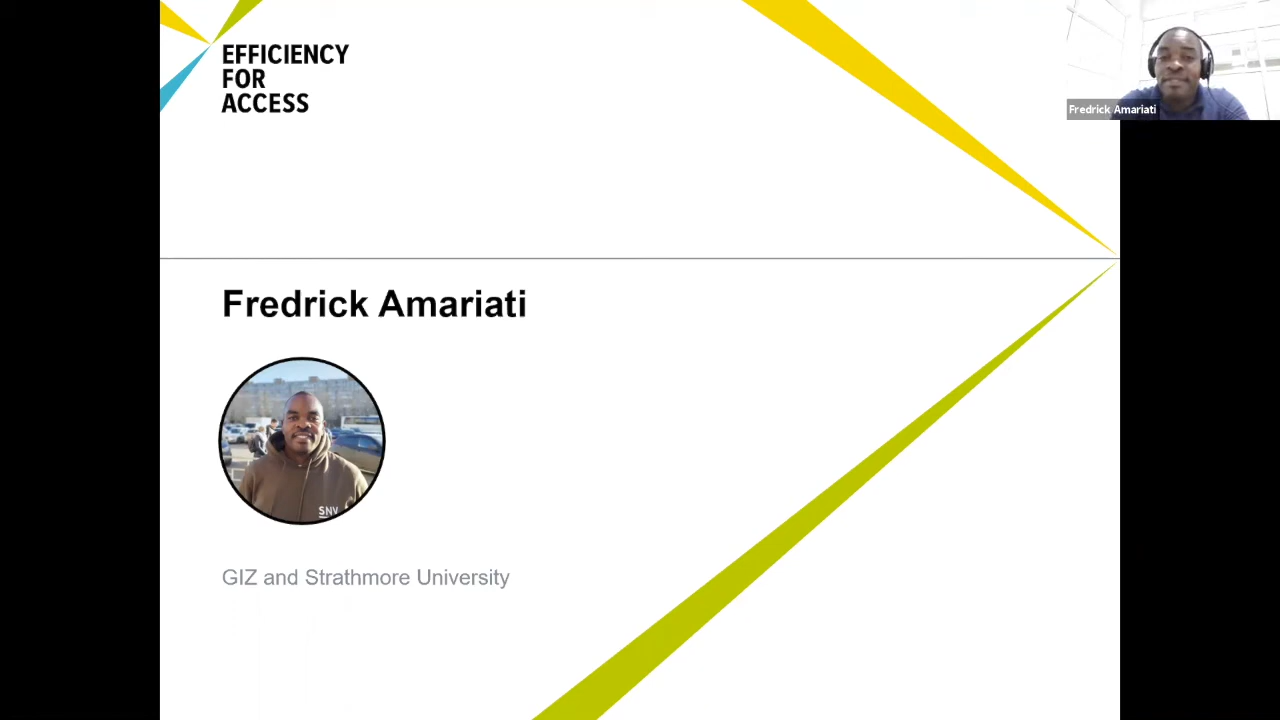 EFFICIENCY
FOR
ACCESS
Fredrick Amariati
Fredrick Amariati
SNV
GIZ and Strathmore University